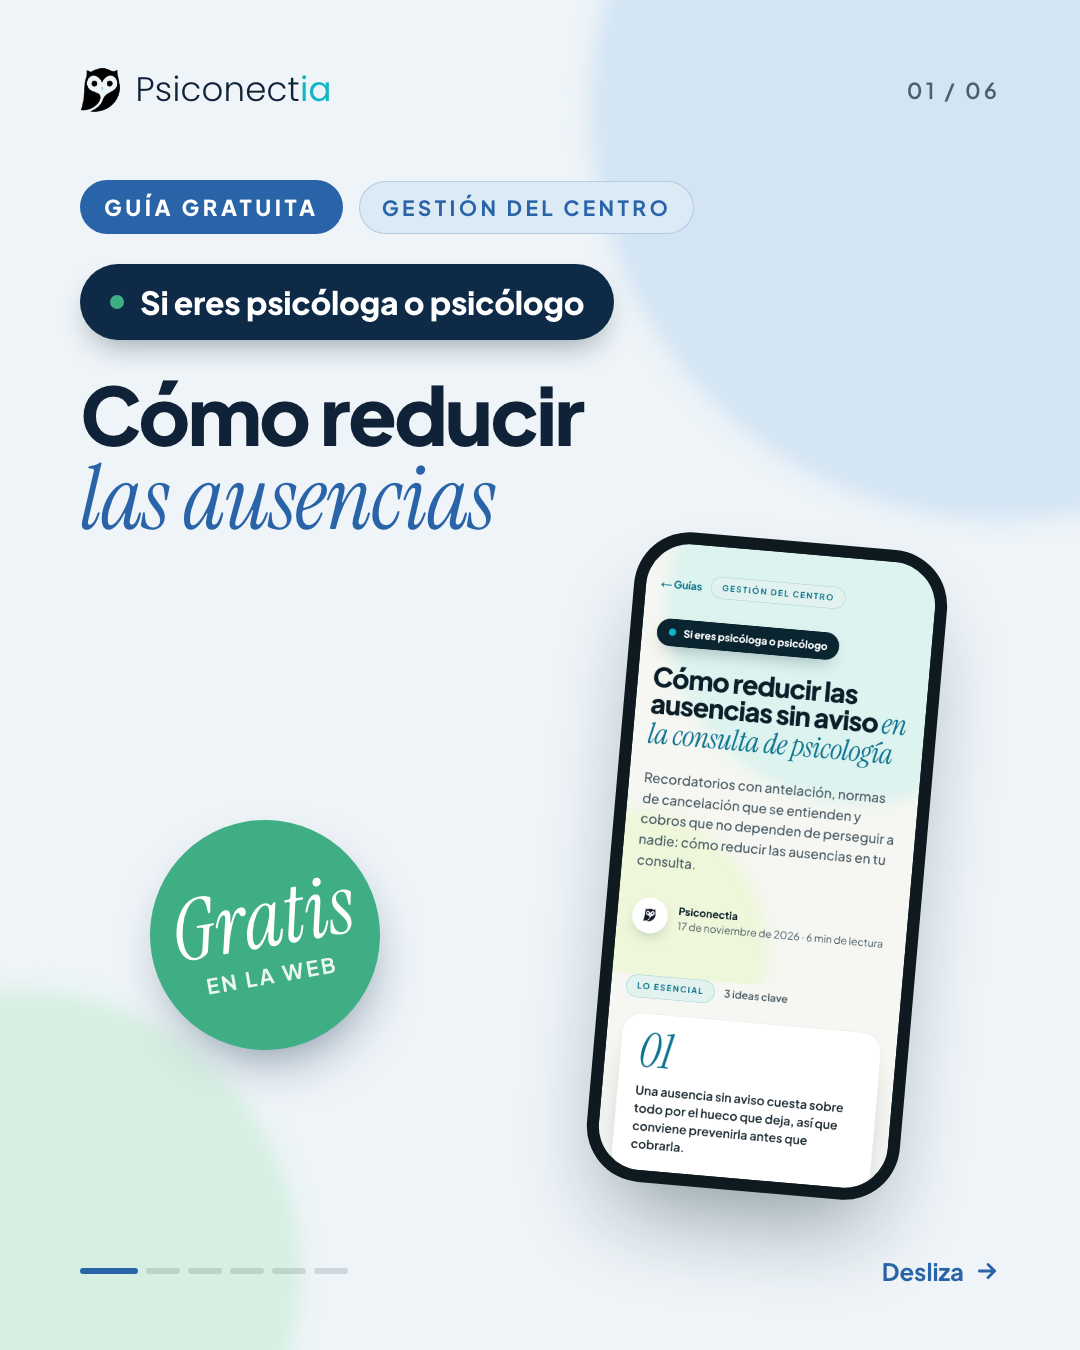 Psiconectia
01 / 06
GUÍA GRATUITA
GESTIÓN DEL CENTRO
Si eres psicóloga o psicólogo
Cómo reducir
las ausencias
← Guías
GESTIÓN DEL CENTRO
Si eres psicóloga o psicólogo
Cómo reducir las
ausencias sin aviso en
la consulta de psicología
Recordatorios con antelación, normas
de cancelación que se entienden y
cobros que no dependen de perseguir a
nadie: cómo reducir las ausencias en tu
consulta.
Psiconectia
17 de noviembre de 2026 · 6 min de lectura
LO ESENCIAL
3 ideas clave
01
Una ausencia sin aviso cuesta sobre
todo por el hueco que deja, así que
conviene prevenirla antes que
cobrarla.
Gratis
EN LA WEB
Desliza →